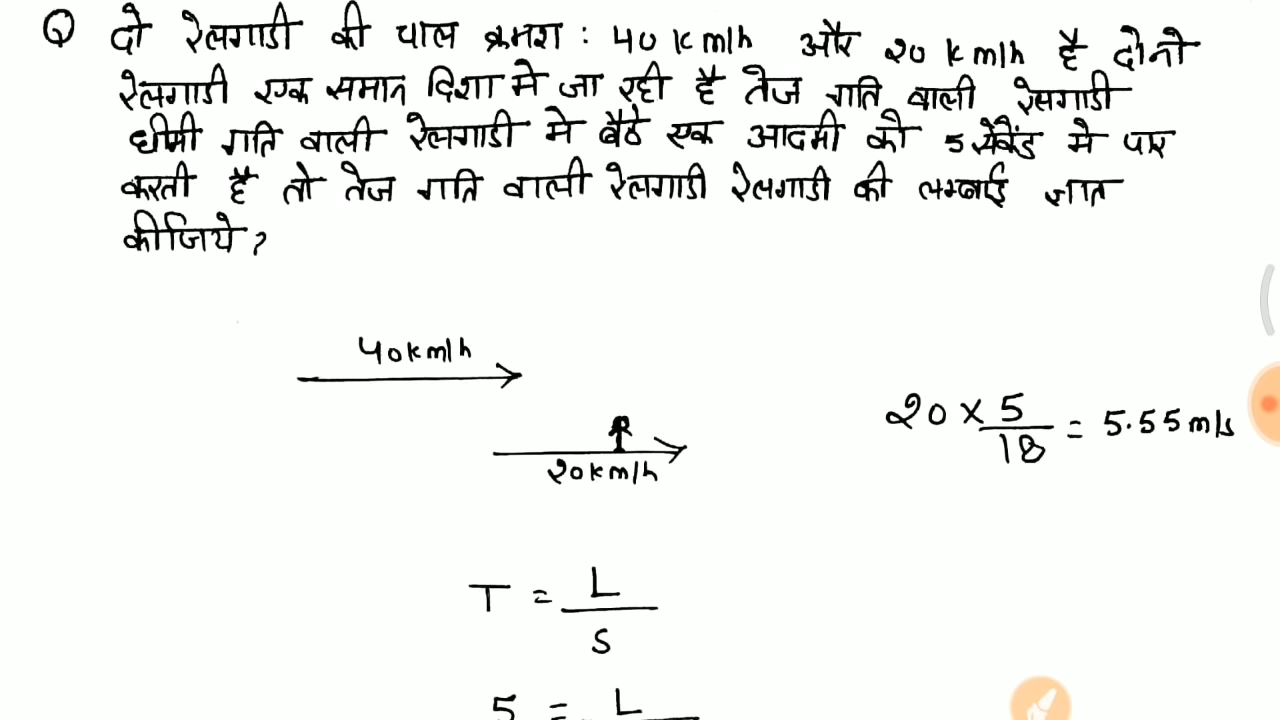 Q दो रेलगाडी की चाल क्रमश: 40 km/h और 20 km/h है दोनो
रेलगाडी एक समान दिशा मे जा रही है तेज गति वाली रेलगाडी
धीमी गति वाली रेलगाडी मे बैठे एक आदमी को 5 सेकैंड मे पार
करती है तो तेज गति वाली रेलगाडी रेलगाडी की लम्बाई ज्ञात
कीजिये ?
40km/h
20 × 5/18 = 5.55 m/s
20km/h
T = L/S
5 = L